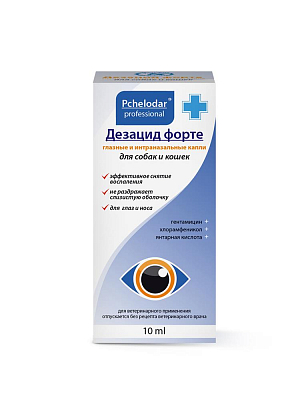 Pchelodar®
professional
Дезацид форте
глазные и интраназальные капли
для собак и кошек
эффективное снятие
воспаления
не раздражает
слизистую оболочку
для глаз и носа
гентамицин
хлорамфеникол
янтарная кислота
для ветеринарного применения
отпускается без рецепта ветеринарного врача
10 ml